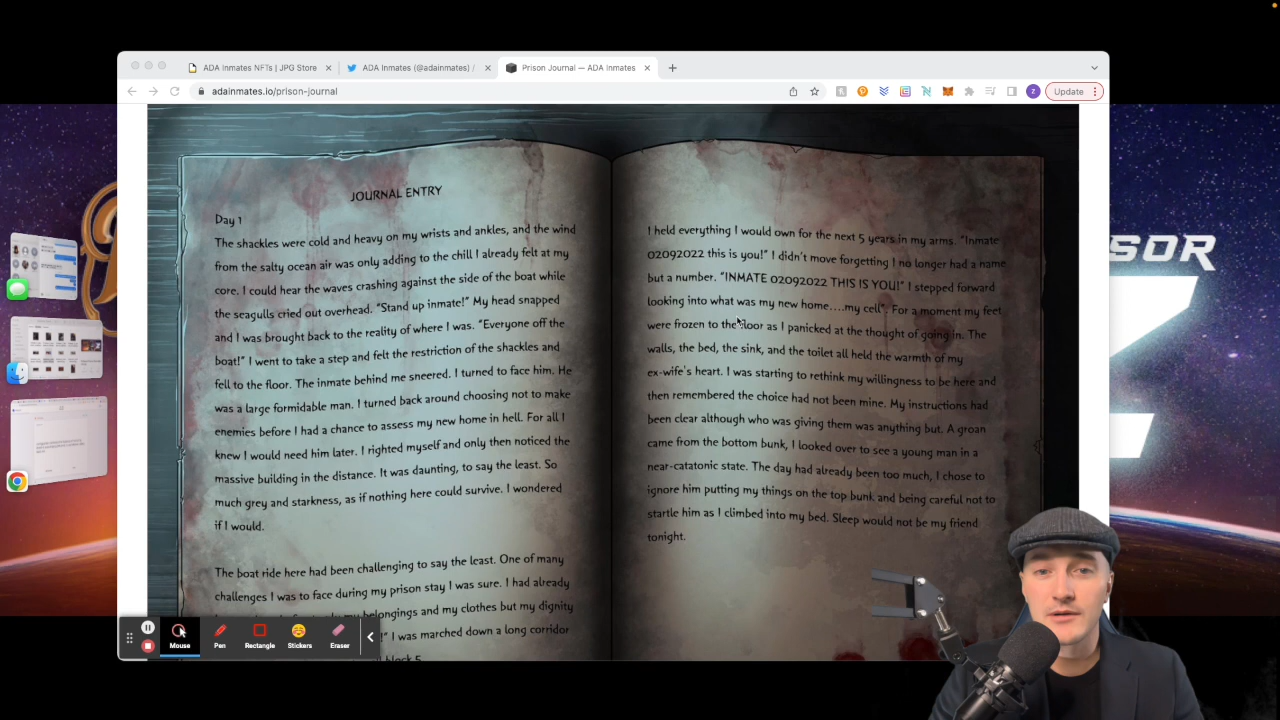 ADA Inmates NFTs | JPG Store
ADA Inmates (@adainmates) /
Prison Journal — ADA Inmates
adainmates.io/prison-journal
Update
JOURNAL ENTRY
Day 1
The shackles were cold and heavy on my wrists and ankles, and the wind
from the salty ocean air was only adding to the chill I already felt at my
core. I could hear the waves crashing against the side of the boat while
the seagulls cried out overhead. “Stand up inmate!” My head snapped
and I was brought back to the reality of where I was. “Everyone off the
boat!” I went to take a step and felt the restriction of the shackles and
fell to the floor. The inmate behind me sneered. I turned to face him. He
was a large formidable man. I turned back around choosing not to make
enemies before I had a chance to assess my new home in hell. For all I
knew I would need him later. I righted myself and only then noticed the
massive building in the distance. It was daunting, to say the least. So
much grey and starkness, as if nothing here could survive. I wondered
if I would.
The boat ride here had been challenging to say the least. One of many
challenges I was to face during my prison stay I was sure. I had already
my belongings and my clothes but my dignity
I was marched down a long corridor
block 5
I held everything I would own for the next 5 years in my arms. “Inmate
02092022 this is you!” I didn’t move forgetting I no longer had a name
but a number. “INMATE 02092022 THIS IS YOU!” I stepped forward
looking into what was my new home….my cell”. For a moment my feet
were frozen to the floor as I panicked at the thought of going in. The
walls, the bed, the sink, and the toilet all held the warmth of my
ex-wife’s heart. I was starting to rethink my willingness to be here and
then remembered the choice had not been mine. My instructions had
been clear although who was giving them was anything but. A groan
came from the bottom bunk, I looked over to see a young man in a
near-catatonic state. The day had already been too much, I chose to
ignore him putting my things on the top bunk and being careful not to
startle him as I climbed into my bed. Sleep would not be my friend
tonight.
SOR
Mouse
Pen
Rectangle
Stickers
Eraser